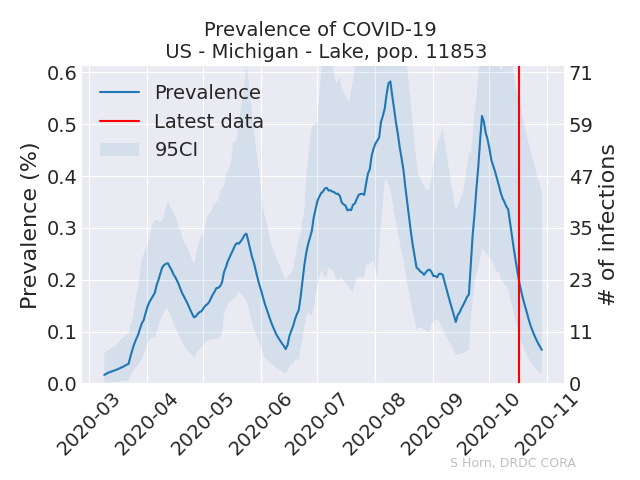 Prevalence of COVID-19
US - Michigan - Lake, pop. 11853
Prevalence (%)
0.6
0.5
0.4
0.3
0.2
0.1
0.0
Prevalence
Latest data
95CI
71
59
47
35
23
11
0
# of infections
2020-03
2020-04
2020-05
2020-06
2020-07
2020-08
2020-09
2020-10
2020-11
S Horn, DRDC CORA